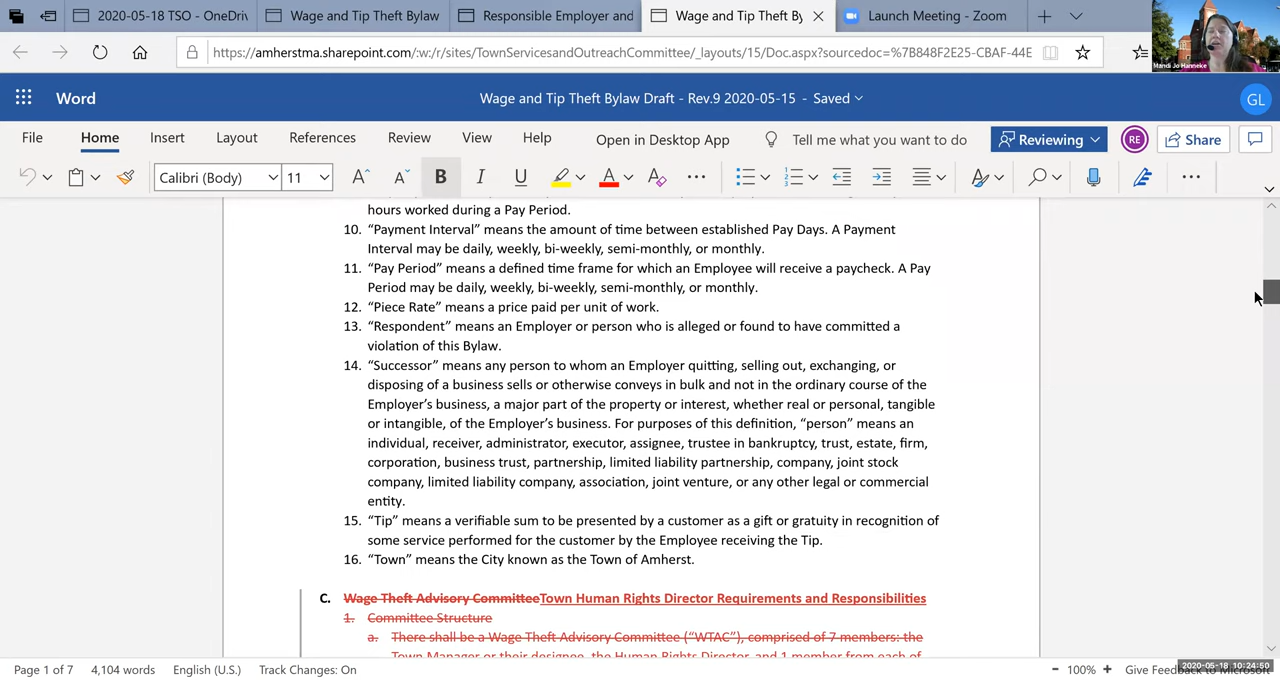 2020-05-18 TSO - OneDriv
Wage and Tip Theft Bylaw
Responsible Employer and
Wage and Tip Theft By
Launch Meeting - Zoom
https://amherstma.sharepoint.com/:w:/r/sites/TownServicesandOutreachCommittee/_layouts/15/Doc.aspx?sourcedoc=%7B848F2E25-CBAF-44E
Mandi Jo Hanneke
Word
Wage and Tip Theft Bylaw Draft - Rev.9 2020-05-15 - Saved
GL
File Home Insert Layout References Review View Help Open in Desktop App Tell me what you want to do Reviewing RE Share
Calibri (Body) 11 A A B I U A A
hours worked during a Pay Period.
10. “Payment Interval” means the amount of time between established Pay Days. A Payment
Interval may be daily, weekly, bi-weekly, semi-monthly, or monthly.
11. “Pay Period” means a defined time frame for which an Employee will receive a paycheck. A Pay
Period may be daily, weekly, bi-weekly, semi-monthly, or monthly.
12. “Piece Rate” means a price paid per unit of work.
13. “Respondent” means an Employer or person who is alleged or found to have committed a
violation of this Bylaw.
14. “Successor” means any person to whom an Employer quitting, selling out, exchanging, or
disposing of a business sells or otherwise conveys in bulk and not in the ordinary course of the
Employer’s business, a major part of the property or interest, whether real or personal, tangible
or intangible, of the Employer’s business. For purposes of this definition, “person” means an
individual, receiver, administrator, executor, assignee, trustee in bankruptcy, trust, estate, firm,
corporation, business trust, partnership, limited liability partnership, company, joint stock
company, limited liability company, association, joint venture, or any other legal or commercial
entity.
15. “Tip” means a verifiable sum to be presented by a customer as a gift or gratuity in recognition of
some service performed for the customer by the Employee receiving the Tip.
16. “Town” means the City known as the Town of Amherst.
C. Wage Theft Advisory CommitteeTown Human Rights Director Requirements and Responsibilities
1. Committee Structure
a. There shall be a Wage Theft Advisory Committee (“WTAC”), comprised of 7 members: the
Town Manager or their designee, the Human Rights Director, and 1 member from each of
Page 1 of 7 4,104 words English (U.S.) Track Changes: On - 100% + Give Feedback to Microsoft
2020-05-18 10:24:50